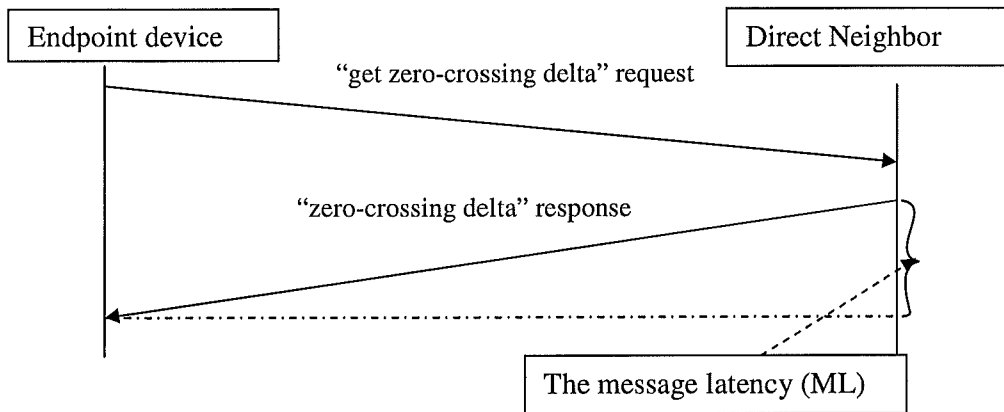 Endpoint device
Direct Neighbor
“get zero-crossing delta” request
“zero-crossing delta” response
The message latency (ML)